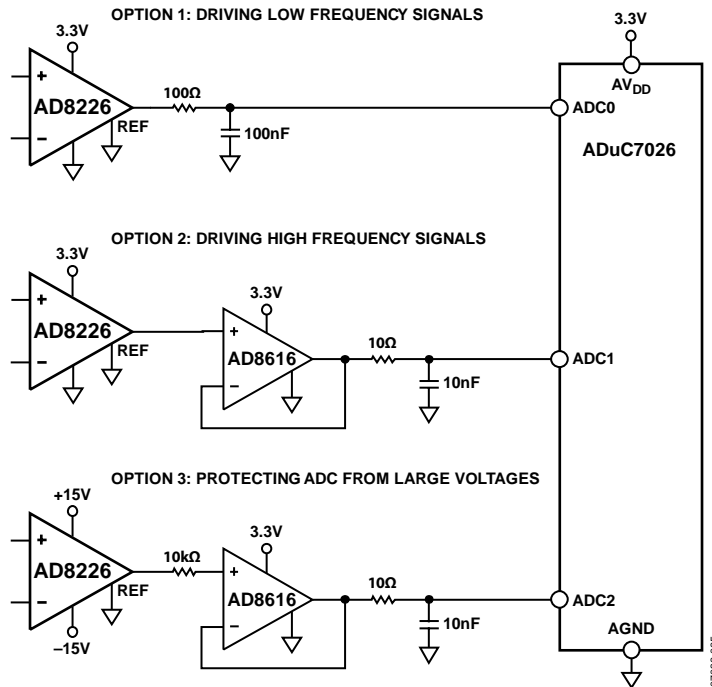 OPTION 1: DRIVING LOW FREQUENCY SIGNALS
3.3V
3.3V
+
AD8226
−
REF
100Ω
100nF
AVDD
ADC0
ADuC7026
OPTION 2: DRIVING HIGH FREQUENCY SIGNALS
3.3V
+
AD8226
−
REF
3.3V
+
AD8616
−
10Ω
10nF
ADC1
OPTION 3: PROTECTING ADC FROM LARGE VOLTAGES
+15V
+
AD8226
−
REF
−15V
10kΩ
3.3V
+
AD8616
−
10Ω
10nF
ADC2
AGND